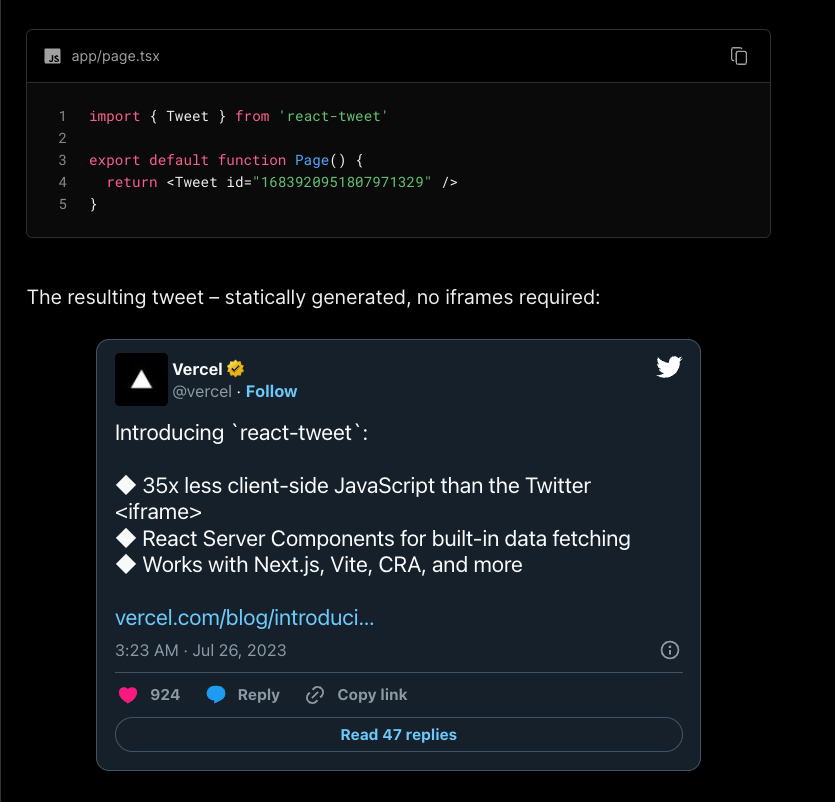 JS app/page.tsx
1 import { Tweet } from 'react-tweet'
2
3 export default function Page() {
4   return <Tweet id="1683920951807971329" />
5 }
The resulting tweet – statically generated, no iframes required:
Vercel
@vercel · Follow
Introducing `react-tweet`:
◆ 35x less client-side JavaScript than the Twitter
<iframe>
◆ React Server Components for built-in data fetching
◆ Works with Next.js, Vite, CRA, and more
vercel.com/blog/introduci…
3:23 AM · Jul 26, 2023
924 Reply Copy link
Read 47 replies